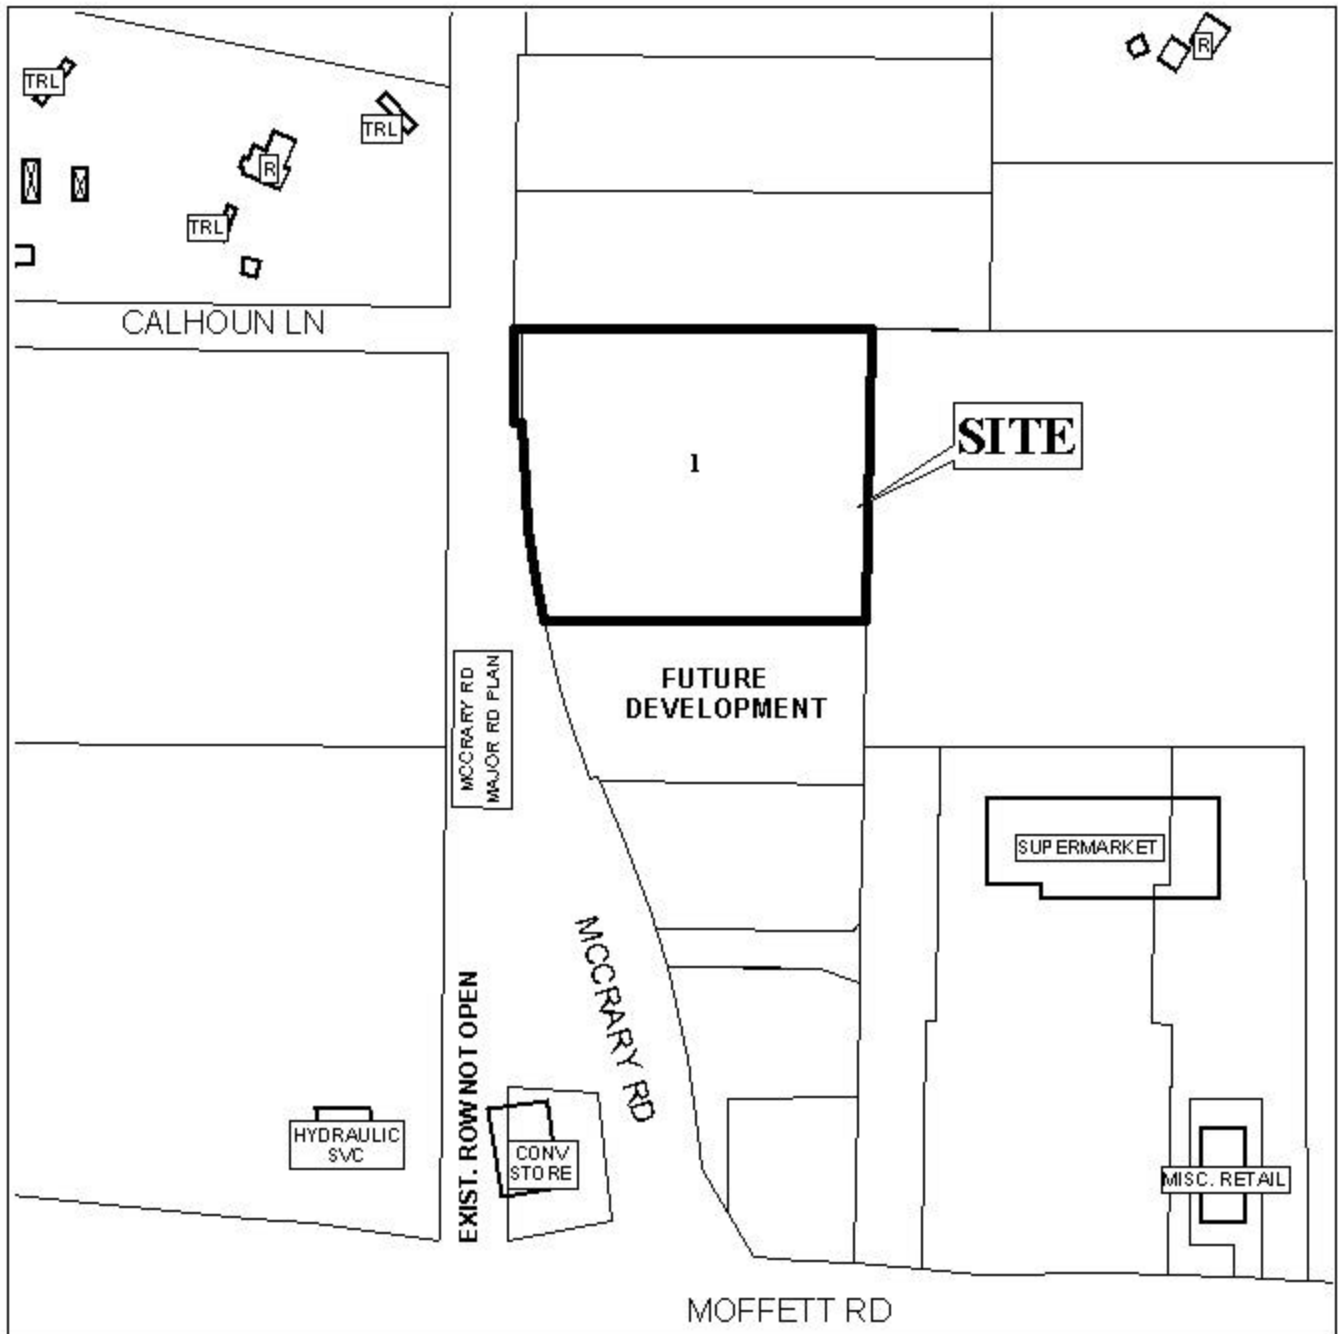 R
TRL
TRL
R
TRL
CALHOUN LN
SITE
1
FUTURE
DEVELOPMENT
MCCRARY RD
MAJOR RD PLAN
SUPERMARKET
MCCRARY RD
EXIST. ROW NOT OPEN
HYDRAULIC
SVC
CONV
STORE
MISC. RETAIL
MOFFETT RD